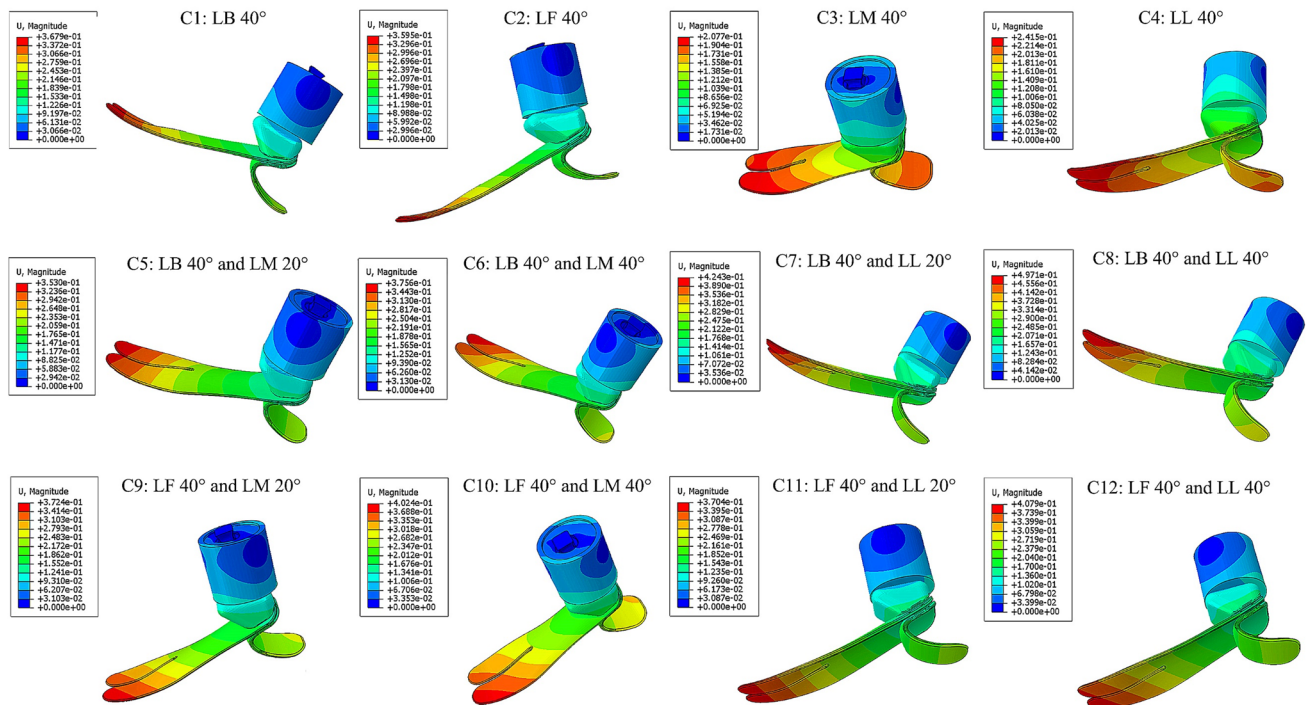 C1: LB 40°
U, Magnitude
+3.679e-01
+3.372e-01
+3.066e-01
+2.759e-01
+2.453e-01
+2.146e-01
+1.839e-01
+1.533e-01
+1.226e-01
+9.197e-02
+6.131e-02
+3.066e-02
+0.000e+00
C2: LF 40°
U, Magnitude
+3.595e-01
+3.296e-01
+2.996e-01
+2.696e-01
+2.397e-01
+2.097e-01
+1.798e-01
+1.498e-01
+1.198e-01
+8.988e-02
+5.992e-02
+2.996e-02
+0.000e+00
C3: LM 40°
U, Magnitude
+2.077e-01
+1.904e-01
+1.731e-01
+1.558e-01
+1.385e-01
+1.212e-01
+1.039e-01
+8.656e-02
+6.925e-02
+5.194e-02
+3.462e-02
+1.731e-02
+0.000e+00
C4: LL 40°
U, Magnitude
+2.415e-01
+2.214e-01
+2.013e-01
+1.811e-01
+1.610e-01
+1.409e-01
+1.208e-01
+1.006e-01
+8.050e-02
+6.038e-02
+4.025e-02
+2.013e-02
+0.000e+00
C5: LB 40° and LM 20°
U, Magnitude
+3.530e-01
+3.236e-01
+2.942e-01
+2.648e-01
+2.353e-01
+2.059e-01
+1.765e-01
+1.471e-01
+1.177e-01
+8.825e-02
+5.883e-02
+2.942e-02
+0.000e+00
C6: LB 40° and LM 40°
U, Magnitude
+3.756e-01
+3.443e-01
+3.130e-01
+2.817e-01
+2.504e-01
+2.191e-01
+1.878e-01
+1.565e-01
+1.252e-01
+9.390e-02
+6.260e-02
+3.130e-02
+0.000e+00
C7: LB 40° and LL 20°
U, Magnitude
+4.243e-01
+3.890e-01
+3.536e-01
+3.182e-01
+2.829e-01
+2.475e-01
+2.122e-01
+1.768e-01
+1.414e-01
+1.061e-01
+7.072e-02
+3.536e-02
+0.000e+00
C8: LB 40° and LL 40°
U, Magnitude
+4.971e-01
+4.556e-01
+4.142e-01
+3.728e-01
+3.314e-01
+2.900e-01
+2.485e-01
+2.071e-01
+1.657e-01
+1.243e-01
+8.284e-02
+4.142e-02
+0.000e+00
C9: LF 40° and LM 20°
U, Magnitude
+3.724e-01
+3.414e-01
+3.103e-01
+2.793e-01
+2.483e-01
+2.172e-01
+1.862e-01
+1.552e-01
+1.241e-01
+9.310e-02
+6.207e-02
+3.103e-02
+0.000e+00
C10: LF 40° and LM 40°
U, Magnitude
+4.024e-01
+3.688e-01
+3.353e-01
+3.018e-01
+2.682e-01
+2.347e-01
+2.012e-01
+1.676e-01
+1.341e-01
+1.006e-01
+6.706e-02
+3.353e-02
+0.000e+00
C11: LF 40° and LL 20°
U, Magnitude
+3.704e-01
+3.395e-01
+3.087e-01
+2.778e-01
+2.469e-01
+2.161e-01
+1.852e-01
+1.543e-01
+1.235e-01
+9.260e-02
+6.173e-02
+3.087e-02
+0.000e+00
C12: LF 40° and LL 40°
U, Magnitude
+4.079e-01
+3.739e-01
+3.399e-01
+3.059e-01
+2.719e-01
+2.379e-01
+2.040e-01
+1.700e-01
+1.360e-01
+1.020e-01
+6.798e-02
+3.399e-02
+0.000e+00